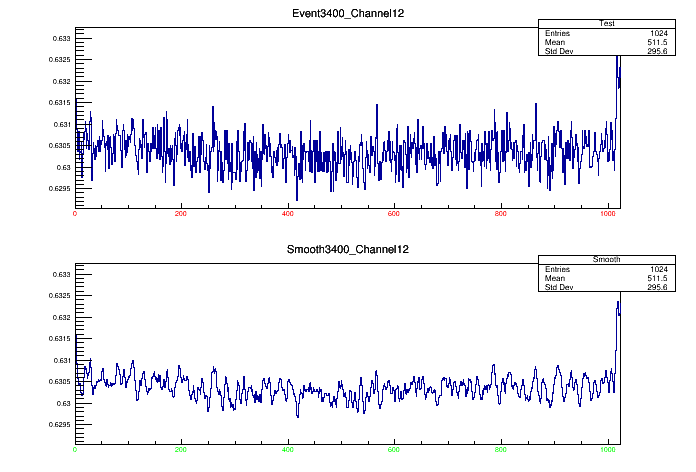 Event3400_Channel12
Test
Entries 1024
Mean 511.5
Std Dev 295.6
0.633
0.6325
0.632
0.6315
0.631
0.6305
0.63
0.6295
0 200 400 600 800 1000
Smooth3400_Channel12
Smooth
Entries 1024
Mean 511.5
Std Dev 295.6
0.633
0.6325
0.632
0.6315
0.631
0.6305
0.63
0.6295
0 200 400 600 800 1000